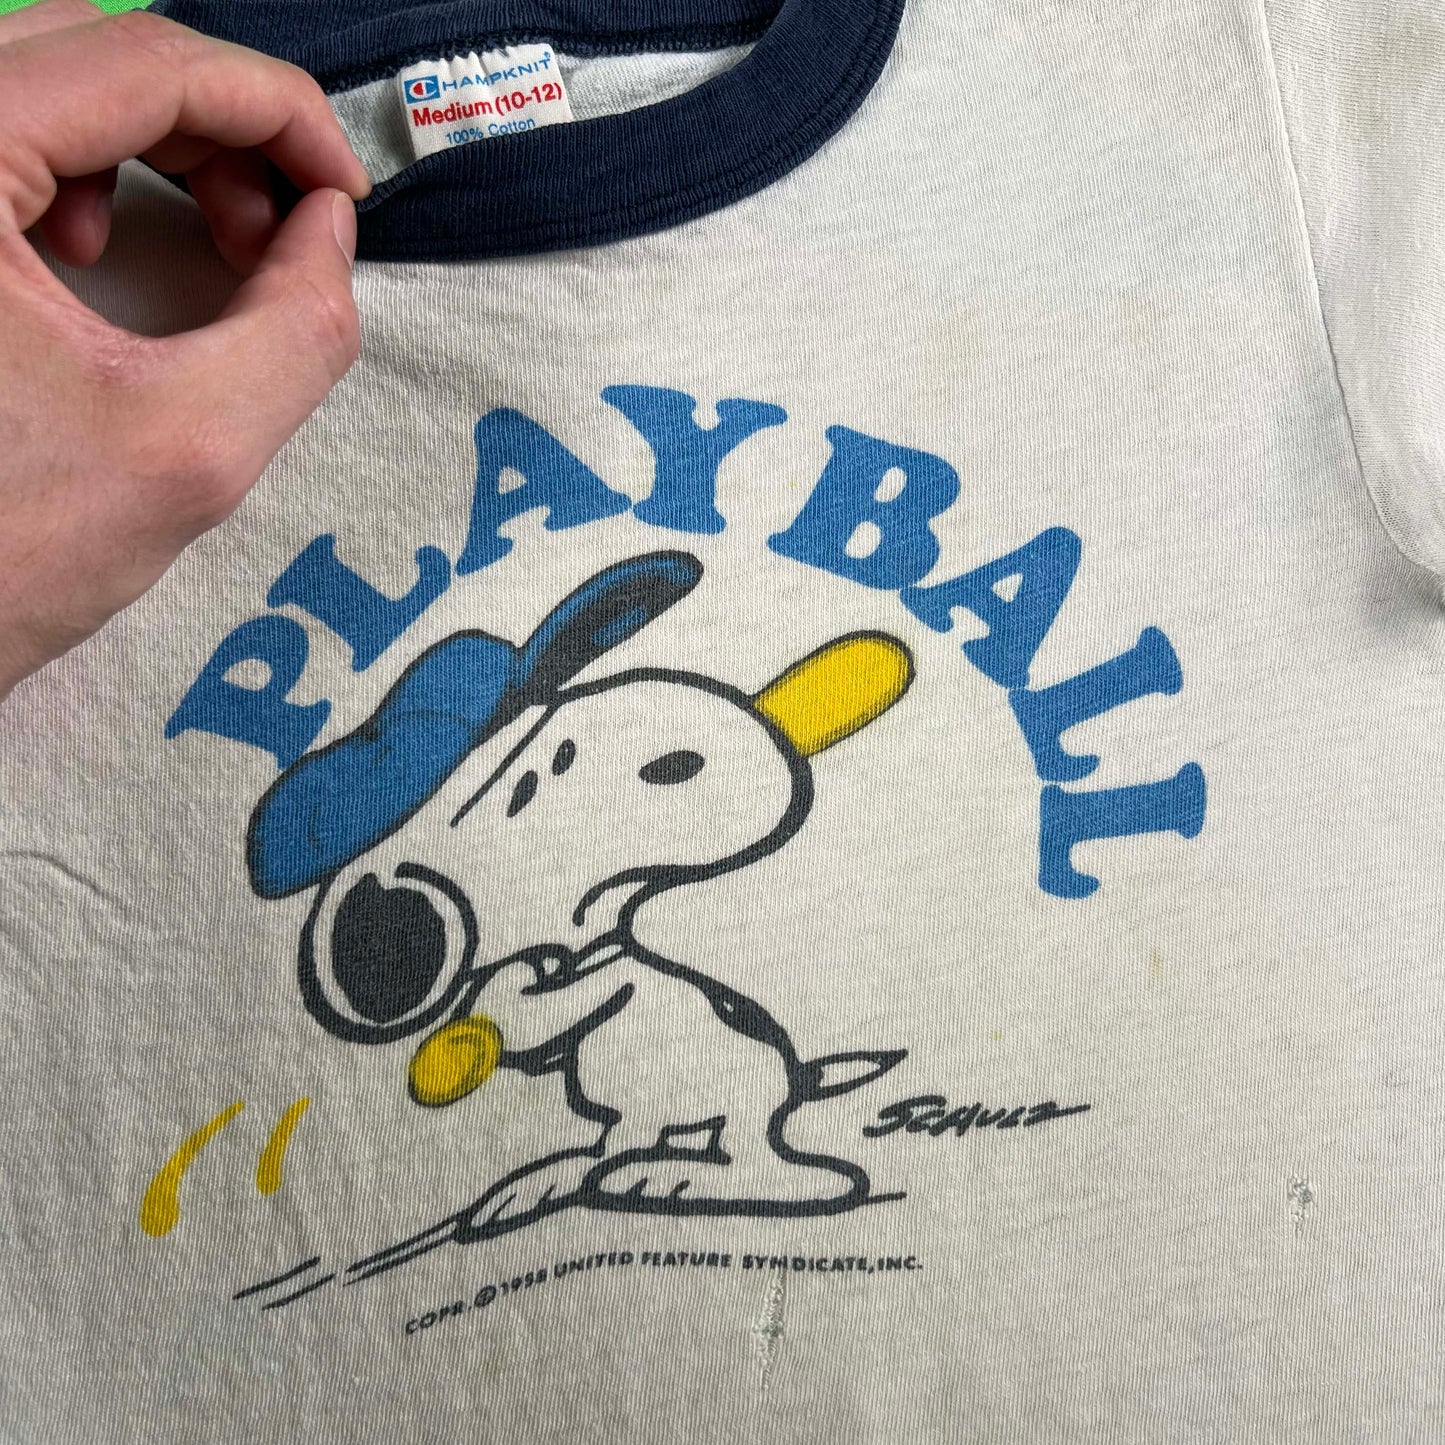 CHAMPKNIT®
Medium (10-12)
100% Cotton
PLAY BALL
SCHULZ
COPR. © 1958 UNITED FEATURE SYNDICATE, INC.